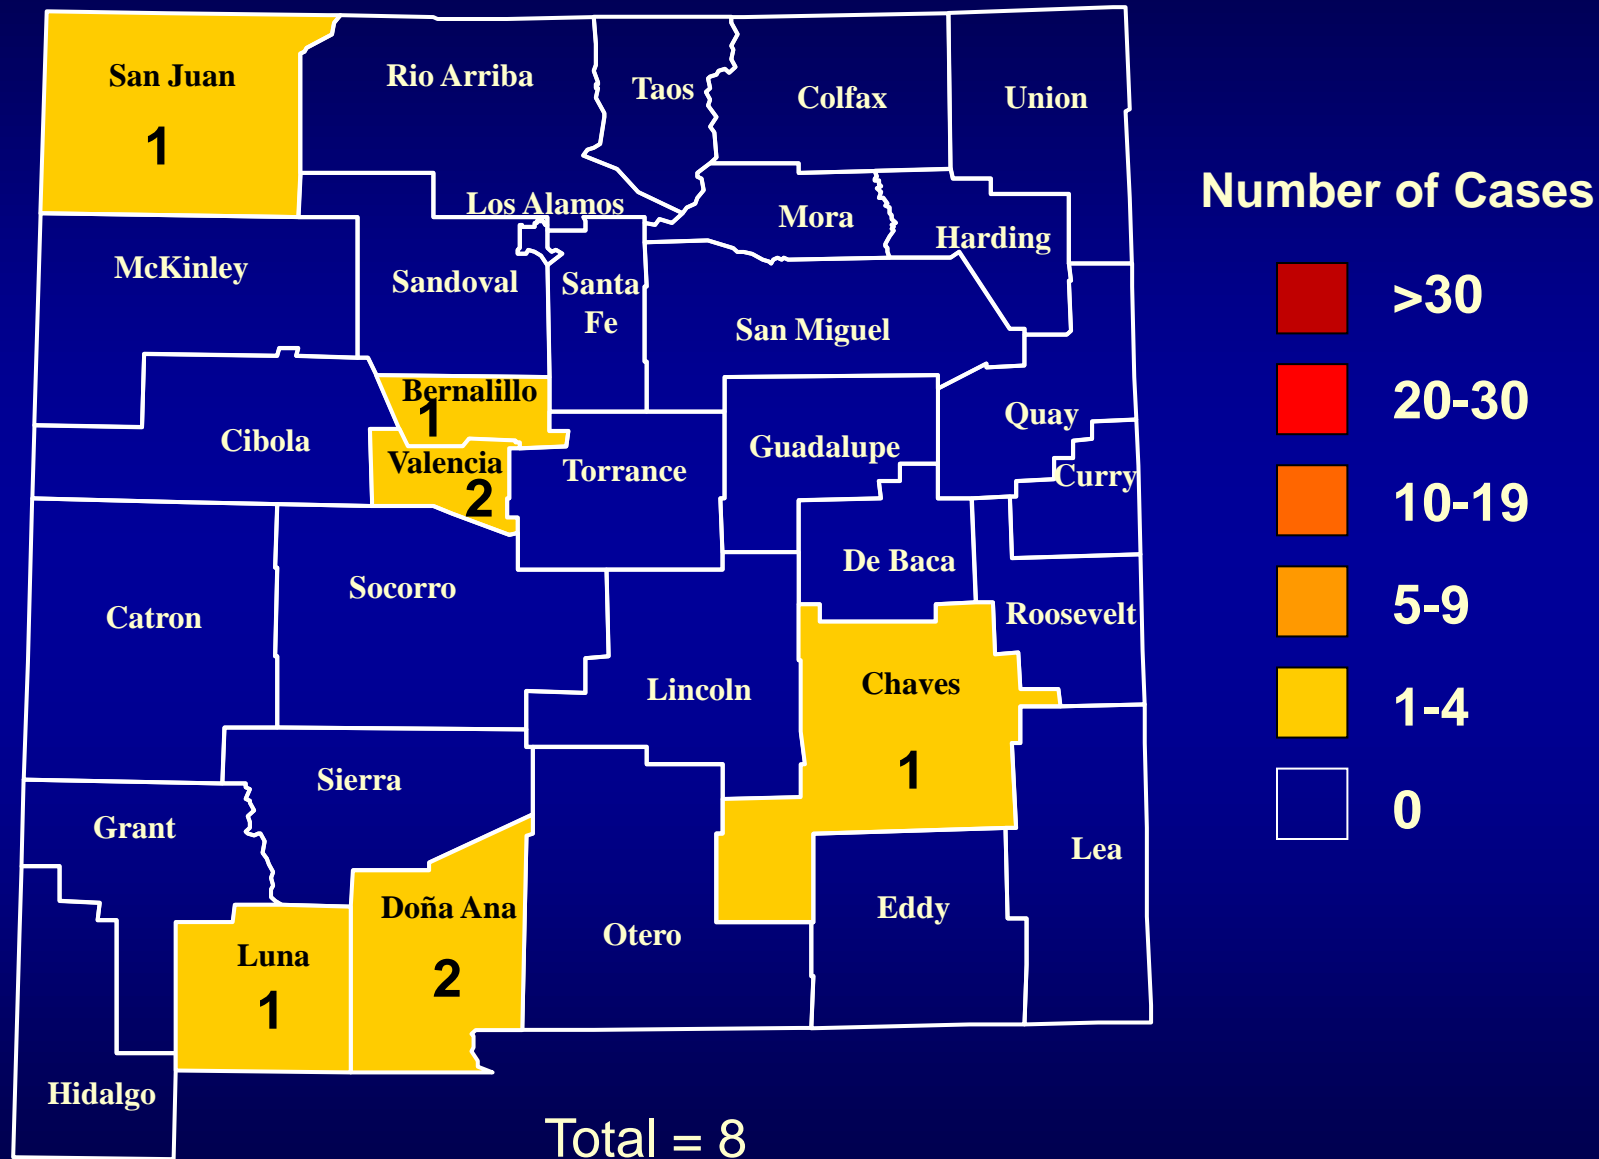 San Juan
1
Rio Arriba
Taos
Colfax
Union
Los Alamos
Mora
Harding
McKinley
Sandoval
Santa
Fe
San Miguel
Bernalillo
1
Quay
Cibola
Valencia
2
Torrance
Guadalupe
Curry
De Baca
Socorro
Catron
Roosevelt
Lincoln
Chaves
1
Sierra
Grant
Lea
Doña Ana
2
Eddy
Otero
Luna
1
Hidalgo
Total = 8
Number of Cases
>30
20-30
10-19
5-9
1-4
0